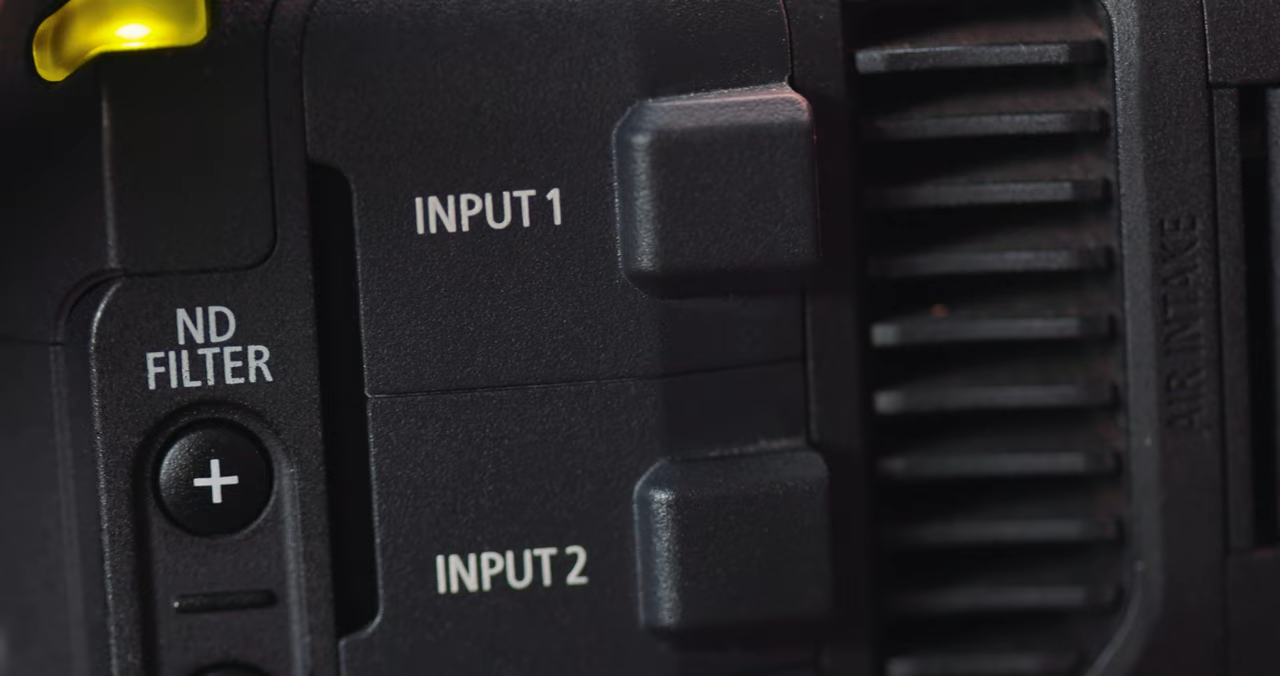 INPUT 1
ND
FILTER
+
INPUT 2
AIR INTAKE